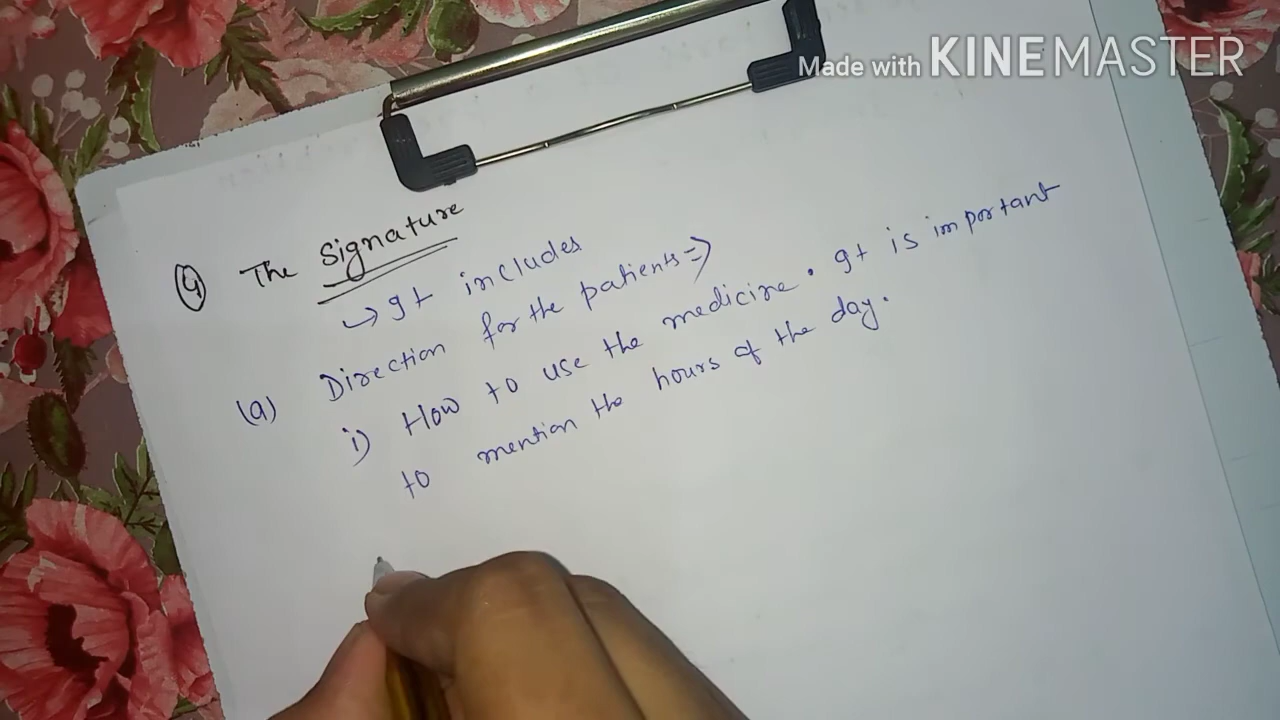 Made with KINEMASTER
(4) The Signature
→ It includes
(a) Direction for the patients ⇒
i) How to use the medicine. It is important
to mention the hours of the day.